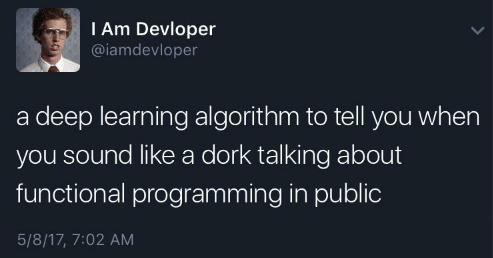 I Am Devloper
@iamdevloper
a deep learning algorithm to tell you when
you sound like a dork talking about
functional programming in public
5/8/17, 7:02 AM